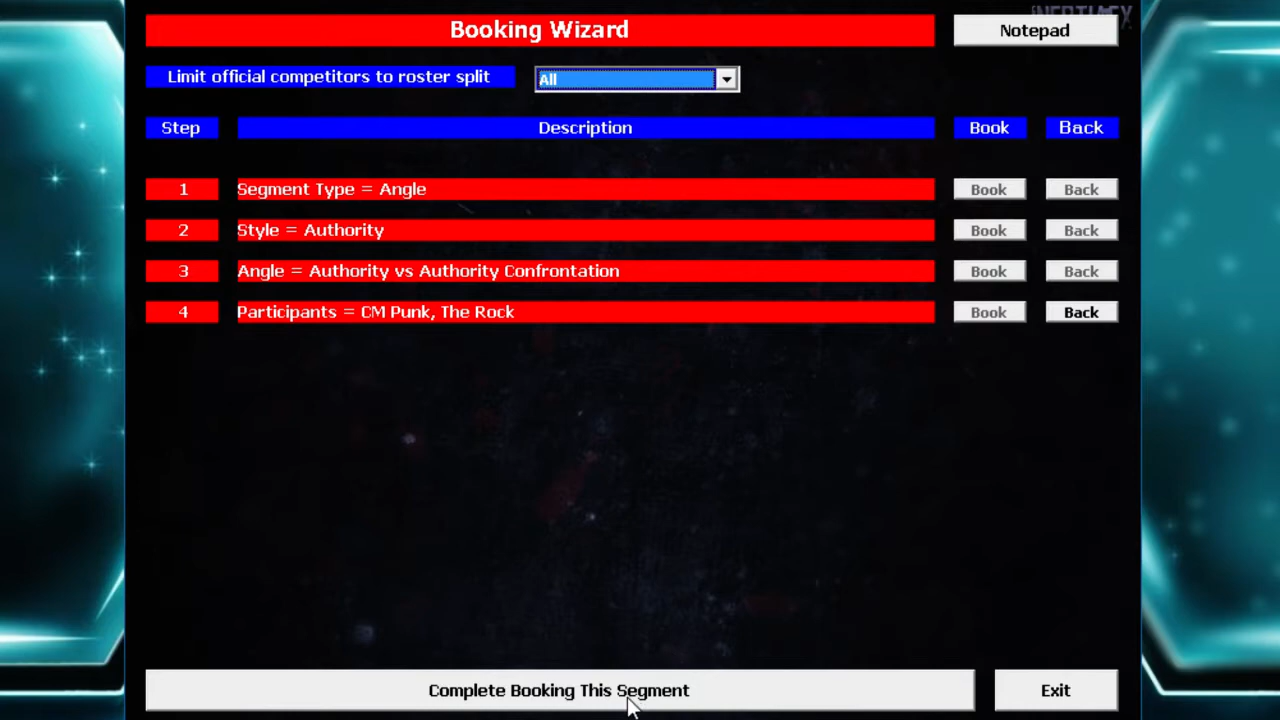 Booking Wizard
Notepad
Limit official competitors to roster split
All
Step Description Book Back
1 Segment Type = Angle Book Back
2 Style = Authority Book Back
3 Angle = Authority vs Authority Confrontation Book Back
4 Participants = CM Punk, The Rock Book Back
Complete Booking This Segment
Exit